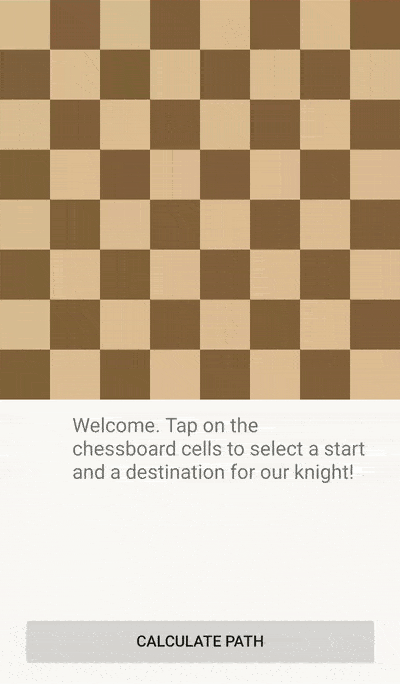 Welcome. Tap on the
chessboard cells to select a start
and a destination for our knight!
CALCULATE PATH